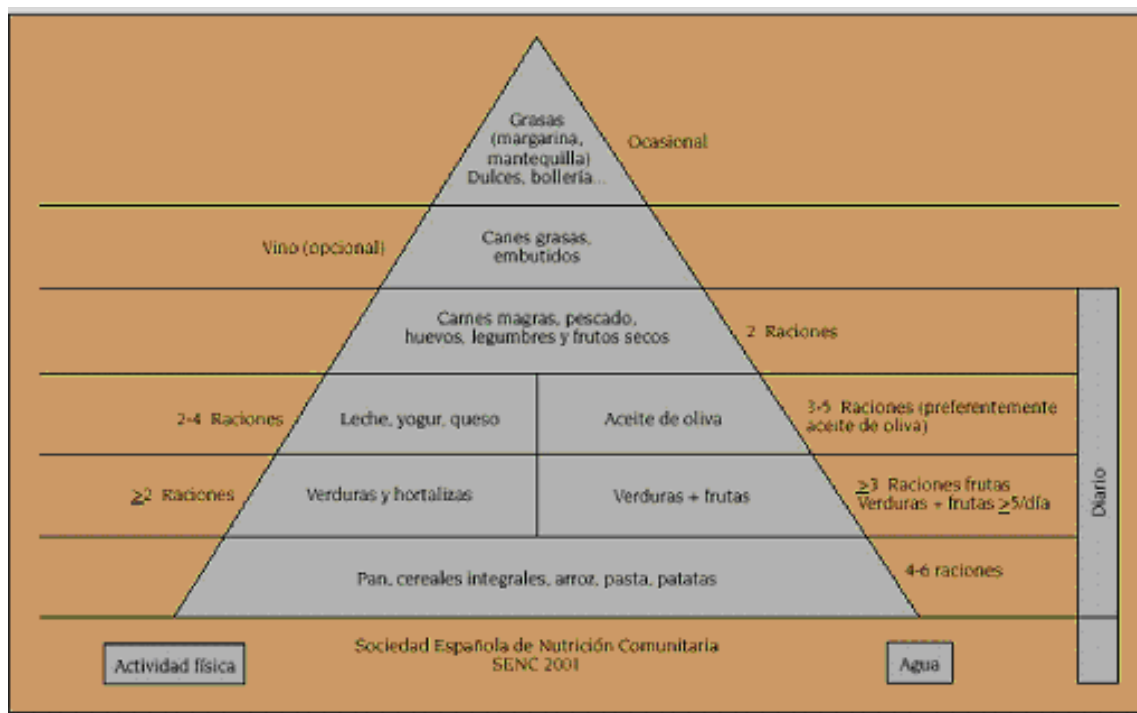 Grasas
(margarina,
mantequilla)
Dulces, bollería...
Ocasional
Vino (opcional)
Canes grasas,
embutidos
Carnes magras, pescado,
huevos, legumbres y frutos secos
2 Raciones
2-4 Raciones
Leche, yogur, queso
Aceite de oliva
3-5 Raciones (preferentemente
aceite de oliva)
≥2 Raciones
Verduras y hortalizas
Verduras + frutas
≥3 Raciones frutas
Verduras + frutas ≥5/día
Pan, cereales integrales, arroz, pasta, patatas
4-6 raciones
Diario
Actividad física
Sociedad Española de Nutrición Comunitaria
SENC 2001
Agua